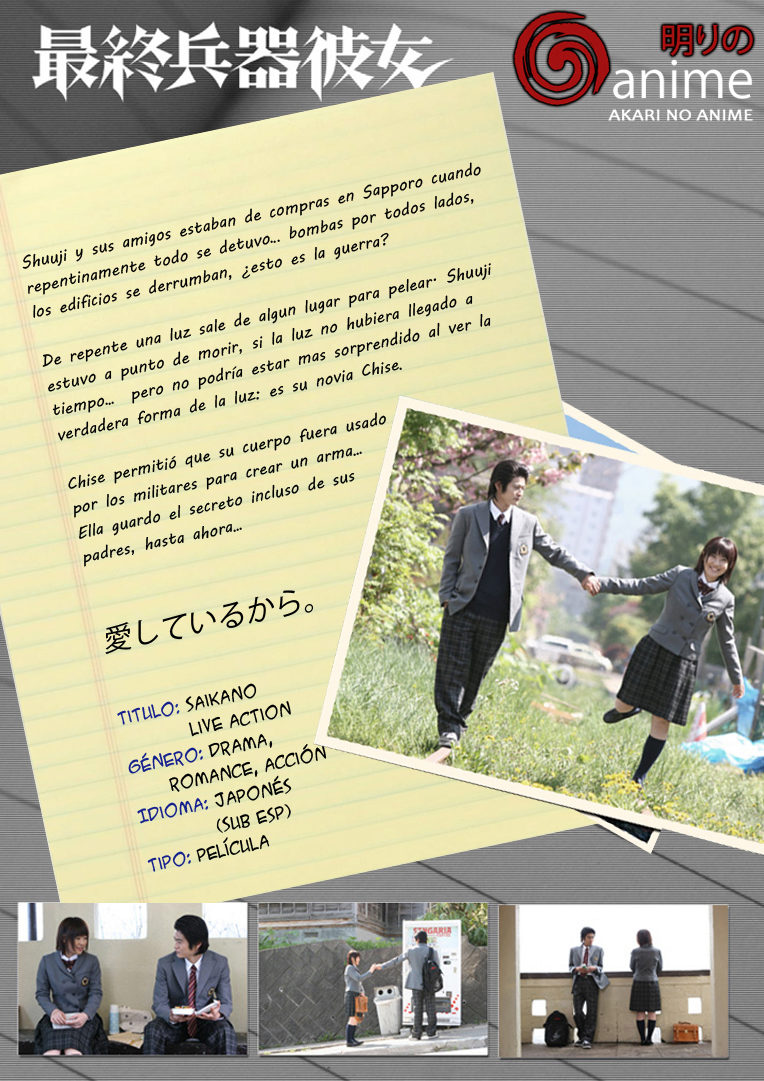 最終兵器彼女
明りの
anime
AKARI NO ANIME
Shuuji y sus amigos estaban de compras en Sapporo cuando
repentinamente todo se detuvo... bombas por todos lados,
los edificios se derrumban, ¿esto es la guerra?
De repente una luz sale de algun lugar para pelear. Shuuji
estuvo a punto de morir, si la luz no hubiera llegado a
tiempo... pero no podría estar mas sorprendido al ver la
verdadera forma de la luz: es su novia Chise.
Chise permitió que su cuerpo fuera usado
por los militares para crear un arma...
Ella guardo el secreto incluso de sus
padres, hasta ahora...
愛しているから。
TITULO: SAIKANO
LIVE ACTION
GÉNERO: DRAMA,
ROMANCE, ACCIÓN
IDIOMA: JAPONÉS
(SUB ESP)
TIPO: PELÍCULA
SANGARIA